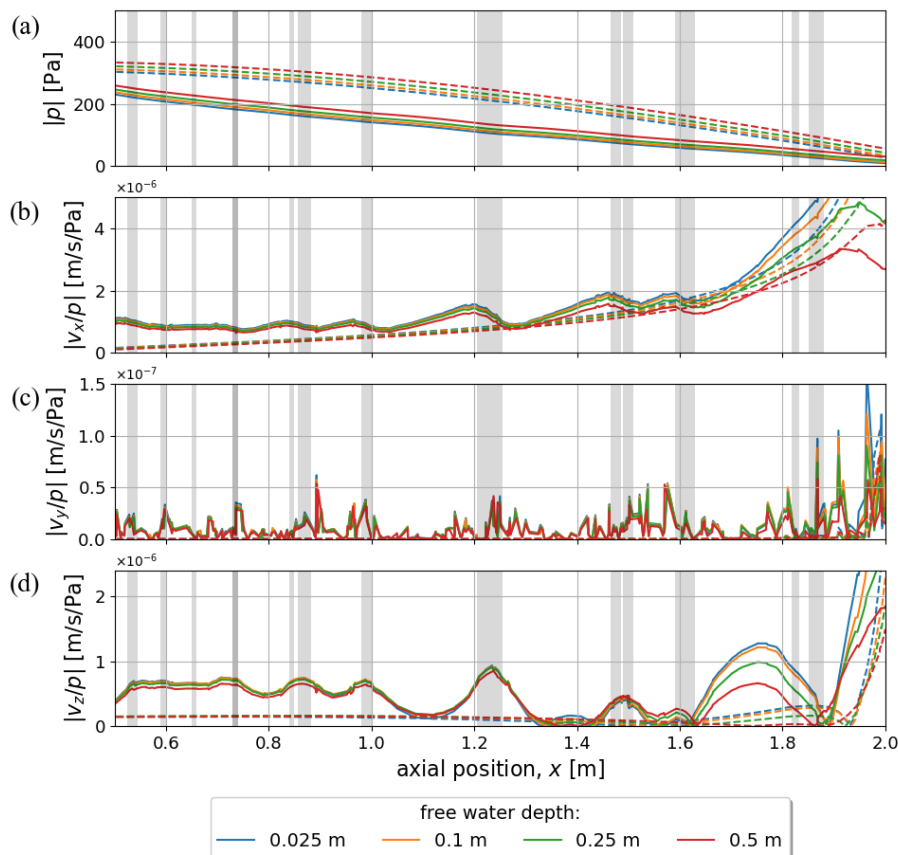 (a)
|p| [Pa]
400
200
0
×10⁻⁶
(b)
|vₓ/p| [m/s/Pa]
4
2
0
×10⁻⁷
(c)
|v_y/p| [m/s/Pa]
1.5
1.0
0.5
0.0
×10⁻⁶
(d)
|v_z/p| [m/s/Pa]
2
1
0
0.6 0.8 1.0 1.2 1.4 1.6 1.8 2.0
axial position, x [m]
free water depth:
0.025 m 0.1 m 0.25 m 0.5 m